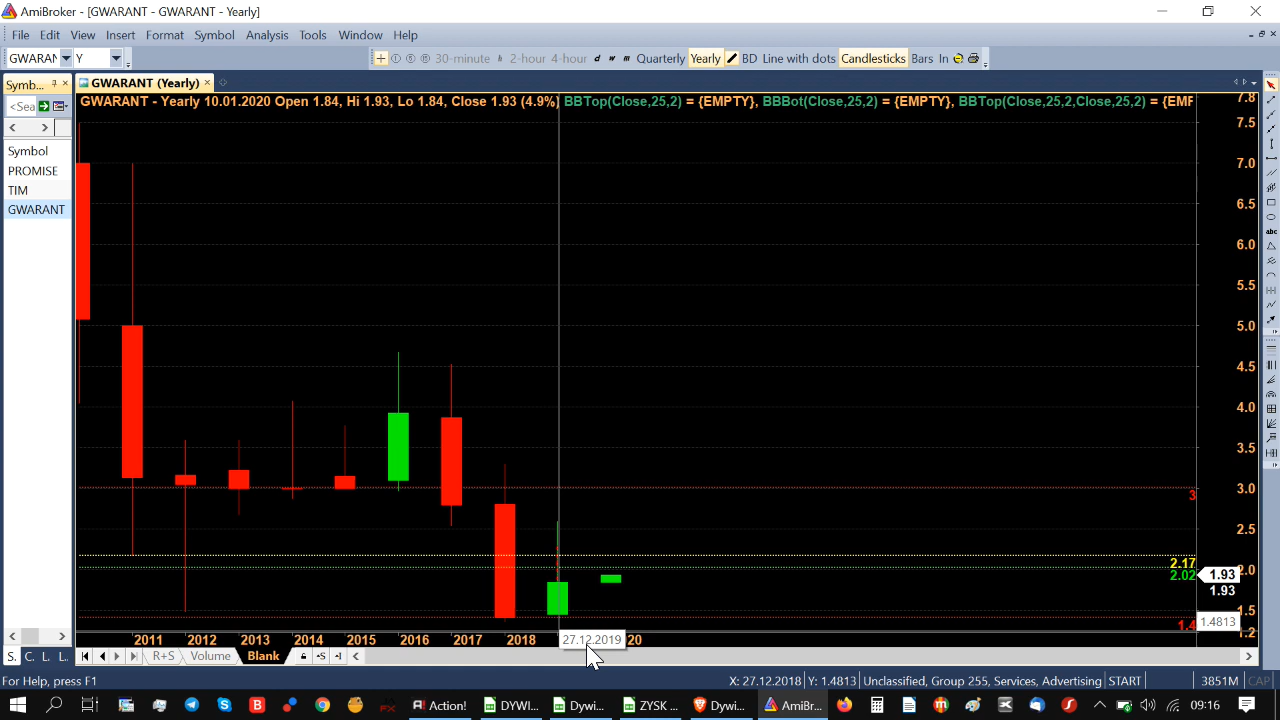 AmiBroker - [GWARANT - GWARANT - Yearly]
File Edit View Insert Format Symbol Analysis Tools Window Help
GWARAN Y 30-minute h 2-hour 4-hour d w m Quarterly Yearly BD Line with dots Candlesticks Bars In
Symb... GWARANT (Yearly)
<Sea GWARANT - Yearly 10.01.2020 Open 1.84, Hi 1.93, Lo 1.84, Close 1.93 (4.9%) BBTop(Close,25,2) = {EMPTY}, BBBot(Close,25,2) = {EMPTY}, BBTop(Close,25,2,Close,25,2) = {EMF
7.8
7.5
Symbol
PROMISE
TIM
GWARANT
abc
7.0
6.5
6.0
5.5
5.0
4.5
4.0
3.5
3.0
3
2.5
2.17
2.02 2.0
1.93
1.93
1.5
1.4 1.4813 1.2
2011 2012 2013 2014 2015 2016 2017 2018 27.12.2019 20
S. C. L. L. R+S Volume Blank
For Help, press F1 X: 27.12.2018 Y: 1.4813 Unclassified, Group 255, Services, Advertising START 3851M CAP
Action! DYWI... Dywi... ZYSK ... Dywi... AmiBr... 09:16